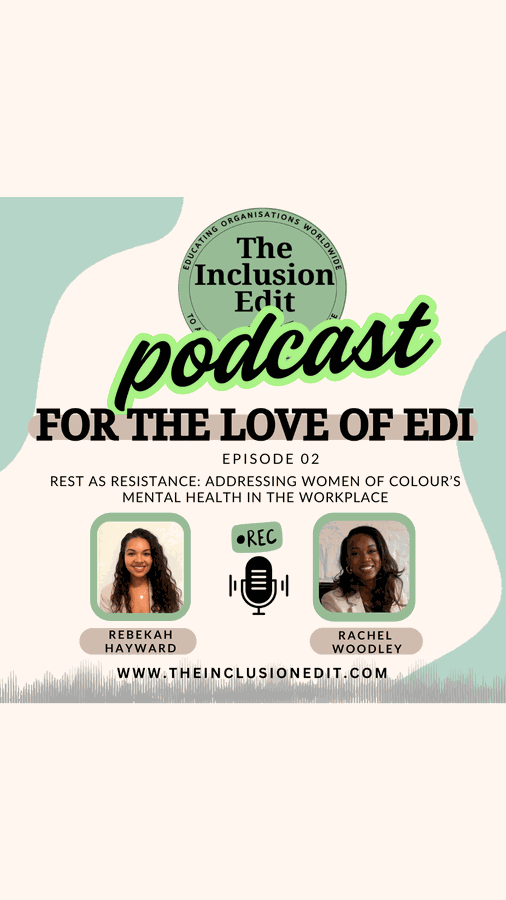 EDUCATING ORGANISATIONS WORLDWIDE
The
Inclusion
Edit
TO
podcast
FOR THE LOVE OF EDI
EPISODE 02
REST AS RESISTANCE: ADDRESSING WOMEN OF COLOUR'S
MENTAL HEALTH IN THE WORKPLACE
REC
REBEKAH
HAYWARD
RACHEL
WOODLEY
WWW.THEINCLUSIONEDIT.COM